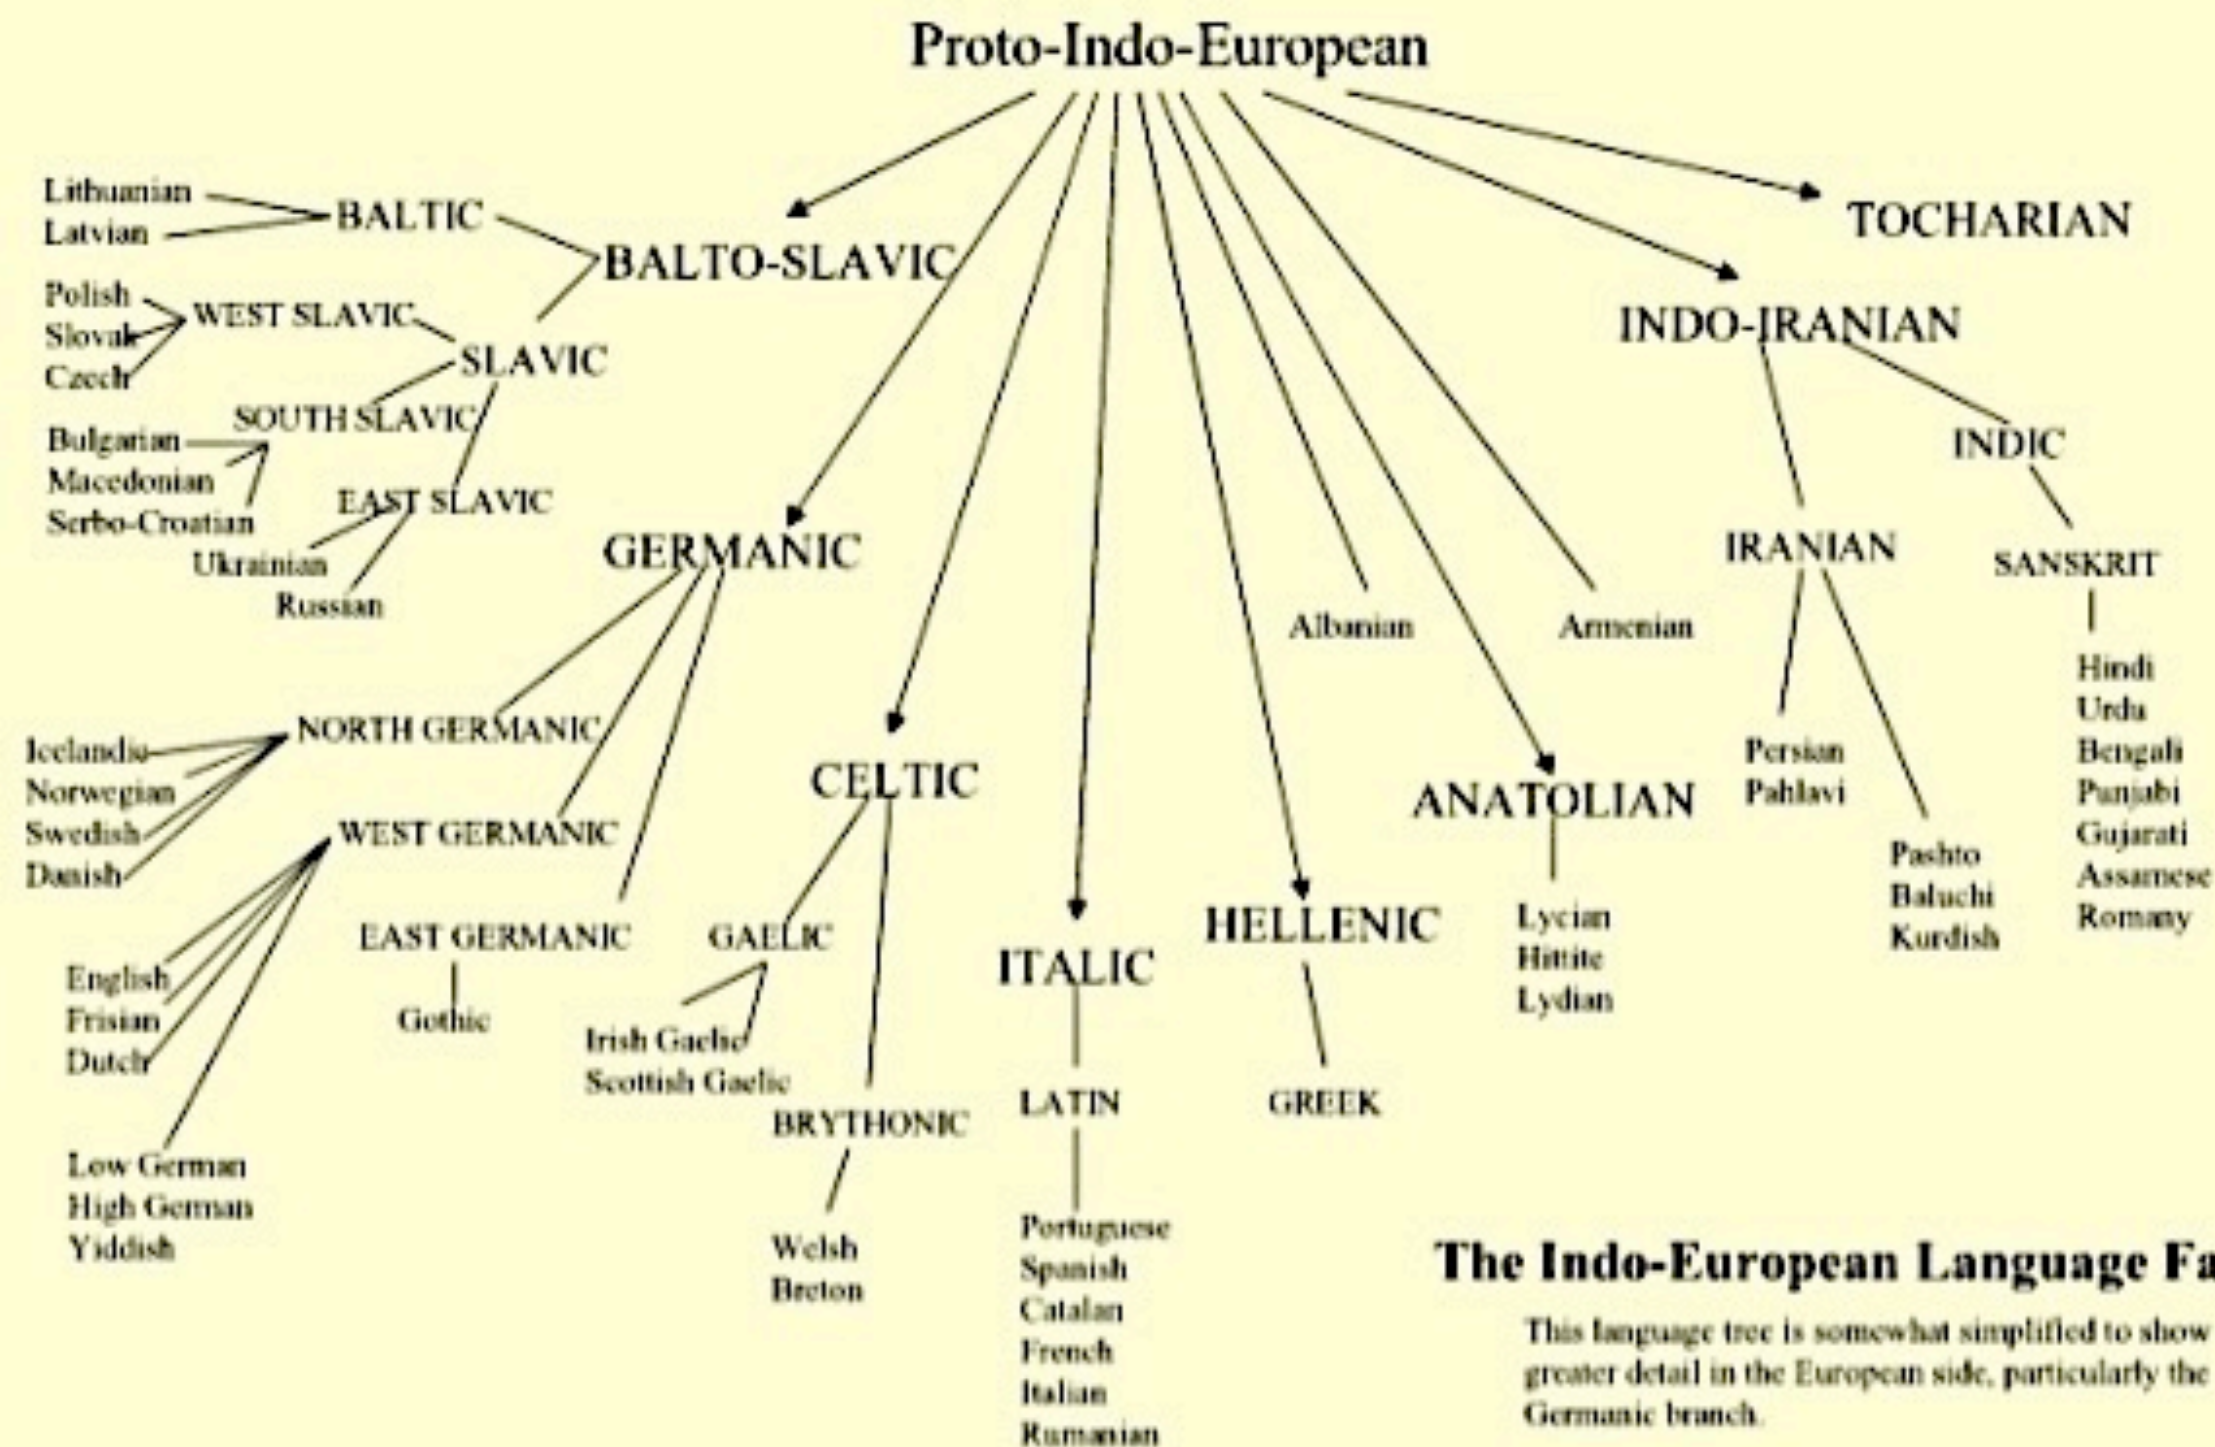 Proto-Indo-European
Lithuanian
Latvian
BALTIC
BALTO-SLAVIC
TOCHARIAN
Polish
Slovak
Czech
WEST SLAVIC
SLAVIC
INDO-IRANIAN
SOUTH SLAVIC
Bulgarian
Macedonian
Serbo-Croatian
EAST SLAVIC
Ukrainian
Russian
INDIC
GERMANIC
IRANIAN
SANSKRIT
Albanian
Armenian
Hindi
Urdu
Bengali
Punjabi
Gujarati
Assamese
Romany
NORTH GERMANIC
Icelandic
Norwegian
Swedish
Danish
CELTIC
ANATOLIAN
Persian
Pahlavi
WEST GERMANIC
Pashto
Baluchi
Kurdish
EAST GERMANIC
GAELIC
ITALIC
HELLENIC
Lycian
Hittite
Lydian
English
Frisian
Dutch
Gothic
Irish Gaelic
Scottish Gaelic
BRYTHONIC
LATIN
GREEK
Low German
High German
Yiddish
Welsh
Breton
Portuguese
Spanish
Catalan
French
Italian
Rumanian
The Indo-European Language Fa
This language tree is somewhat simplified to show
greater detail in the European side, particularly the
Germanic branch.